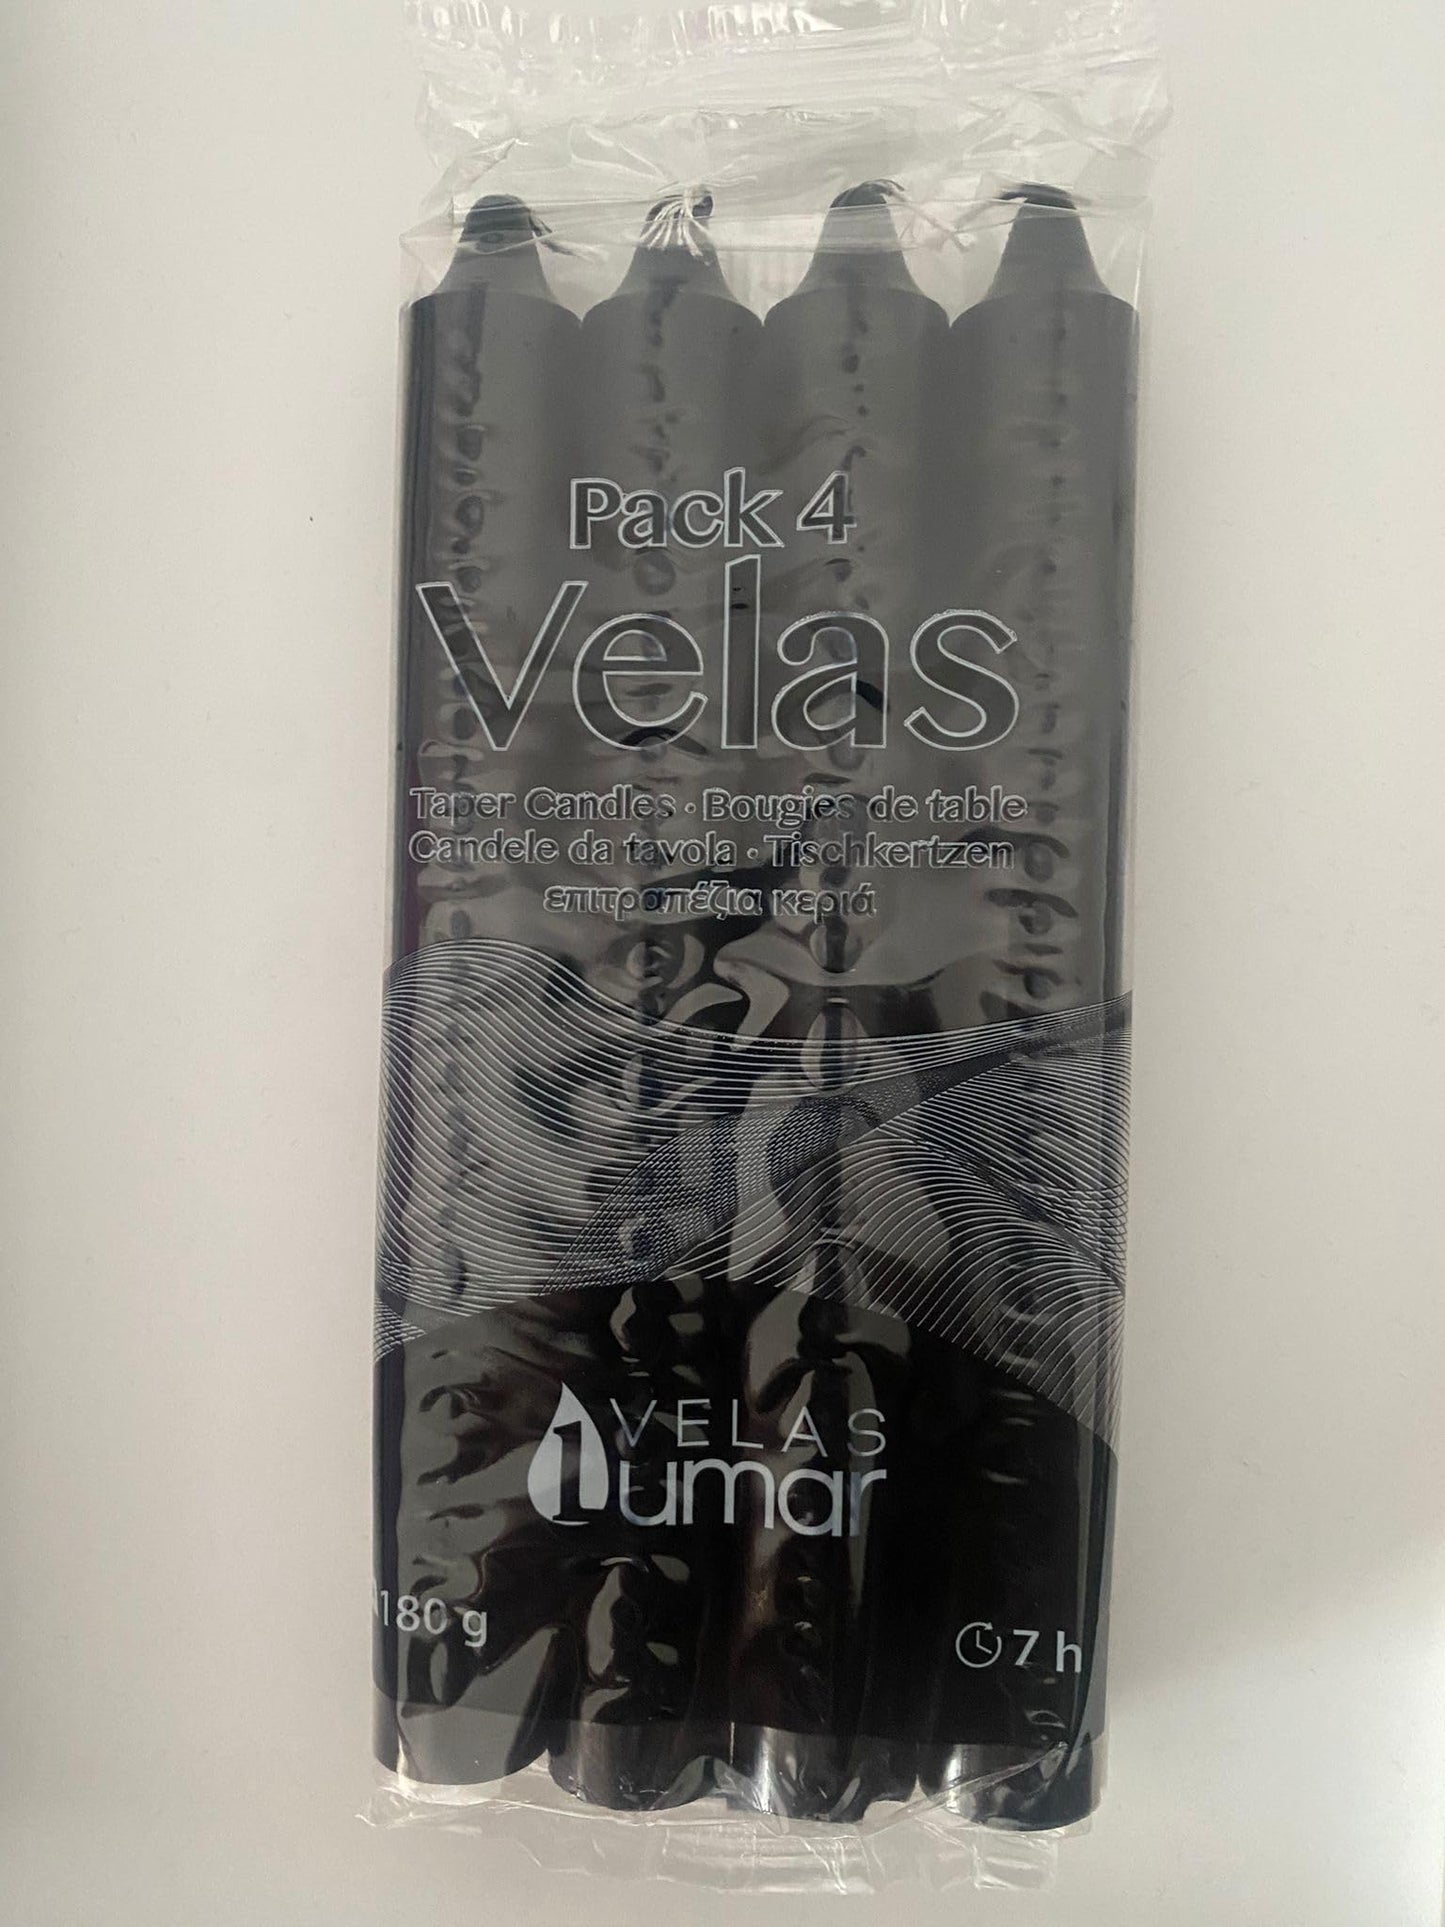 Pack 4
Velas
Taper Candles · Bougies de table
Candele da tavola · Tischkertzen
επιτραπέζια κεριά
VELAS
lumar
180 g
7 h